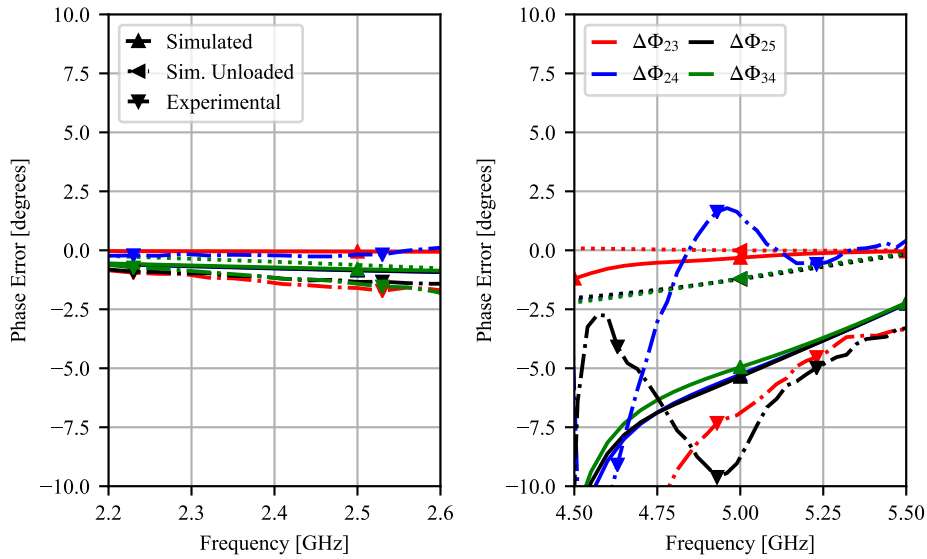 10.0
7.5
5.0
2.5
0.0
−2.5
−5.0
−7.5
−10.0
Phase Error [degrees]
Simulated
Sim. Unloaded
Experimental
2.2 2.3 2.4 2.5 2.6
Frequency [GHz]
10.0
7.5
5.0
2.5
0.0
−2.5
−5.0
−7.5
−10.0
Phase Error [degrees]
ΔΦ₂₃ ΔΦ₂₅
ΔΦ₂₄ ΔΦ₃₄
4.50 4.75 5.00 5.25 5.50
Frequency [GHz]